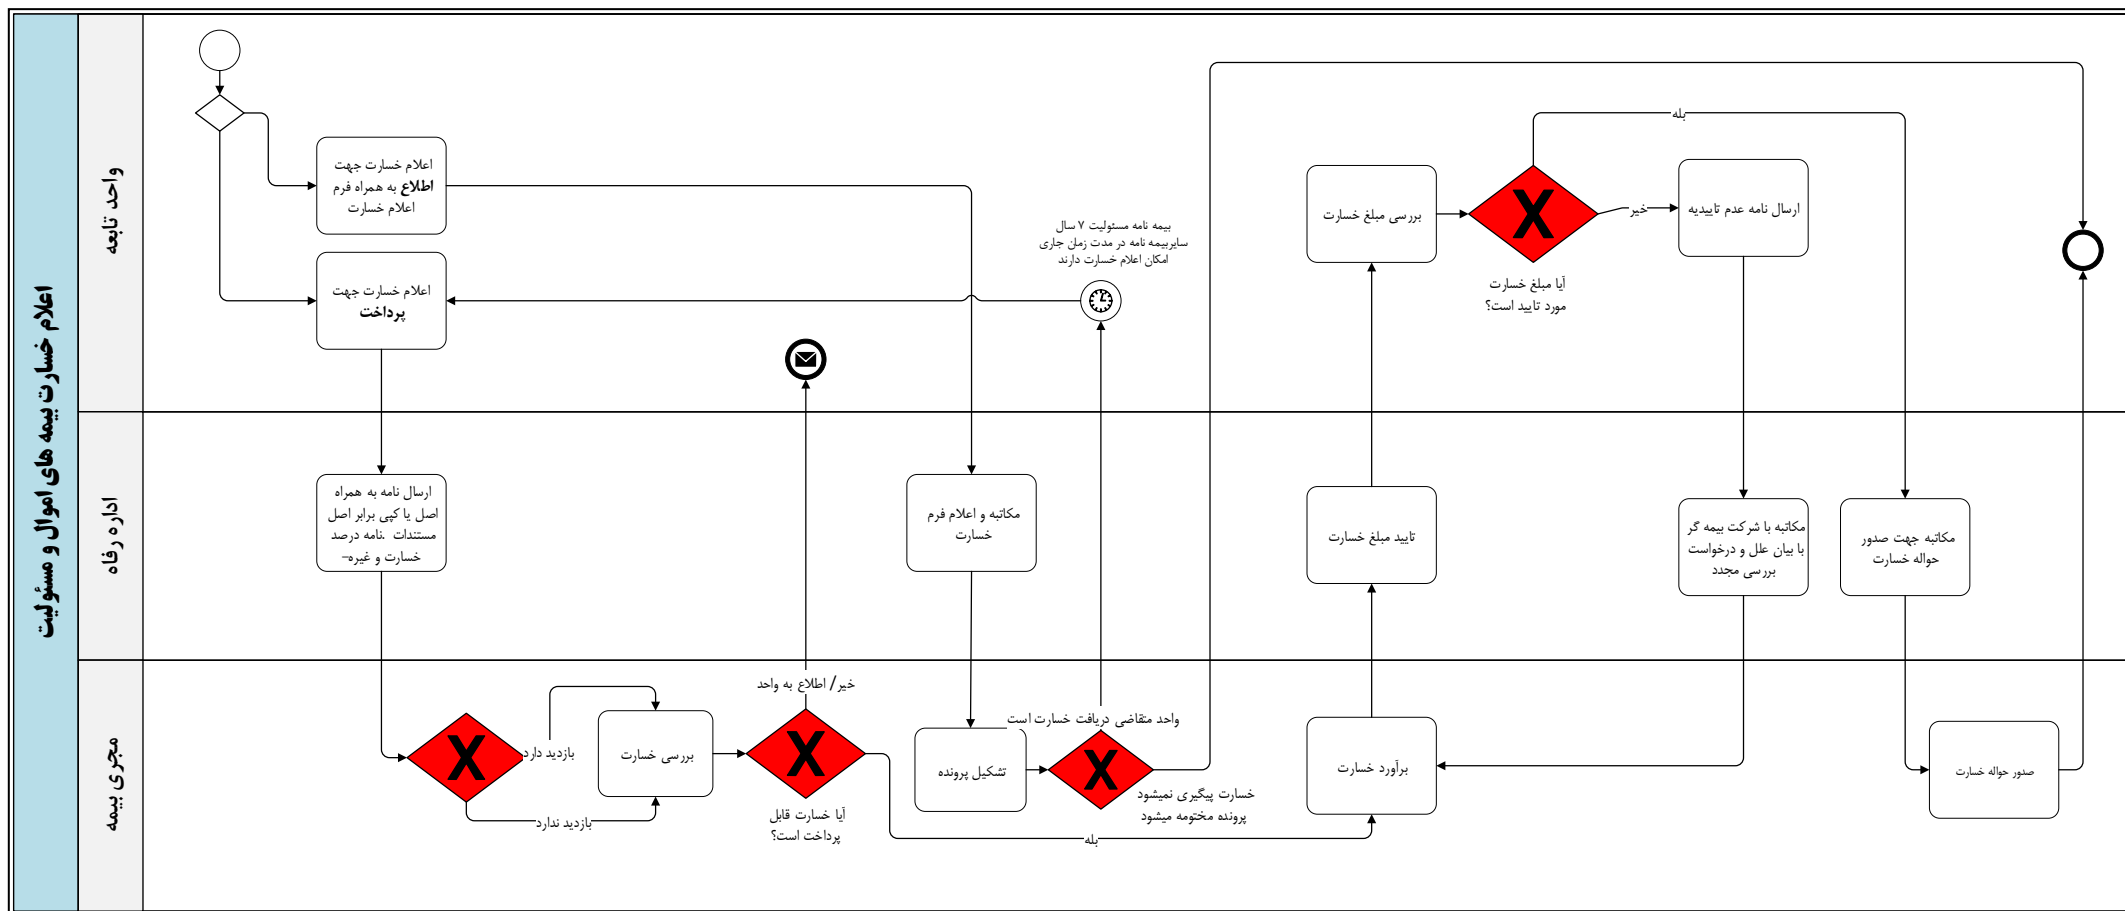 اعلام خسارت بیمه های اموال و مسئولیت
واحد تابعه
اعلام خسارت جهت
اطلاع به همراه فرم
اعلام خسارت
اعلام خسارت جهت
پرداخت
بیمه نامه مسئولیت ۷ سال
سایربیمه نامه در مدت زمان جاری
امکان اعلام خسارت دارند
بررسی مبلغ خسارت
آیا مبلغ خسارت
مورد تایید است؟
بله
خیر
ارسال نامه عدم تاییدیه
اداره رفاه
ارسال نامه به همراه
اصل یا کپی برابر اصل
مستندات .نامه درصد
خسارت و غیره–
مکاتبه و اعلام فرم
خسارت
تایید مبلغ خسارت
مکاتبه با شرکت بیمه گر
با بیان علل و درخواست
بررسی مجدد
مکاتبه جهت صدور
حواله خسارت
مجری بیمه
بازدید دارد
بازدید ندارد
بررسی خسارت
خیر/ اطلاع به واحد
آیا خسارت قابل
پرداخت است؟
بله
تشکیل پرونده
واحد متقاضی دریافت خسارت است
خسارت پیگیری نمیشود
پرونده مختومه میشود
برآورد خسارت
صدور حواله خسارت